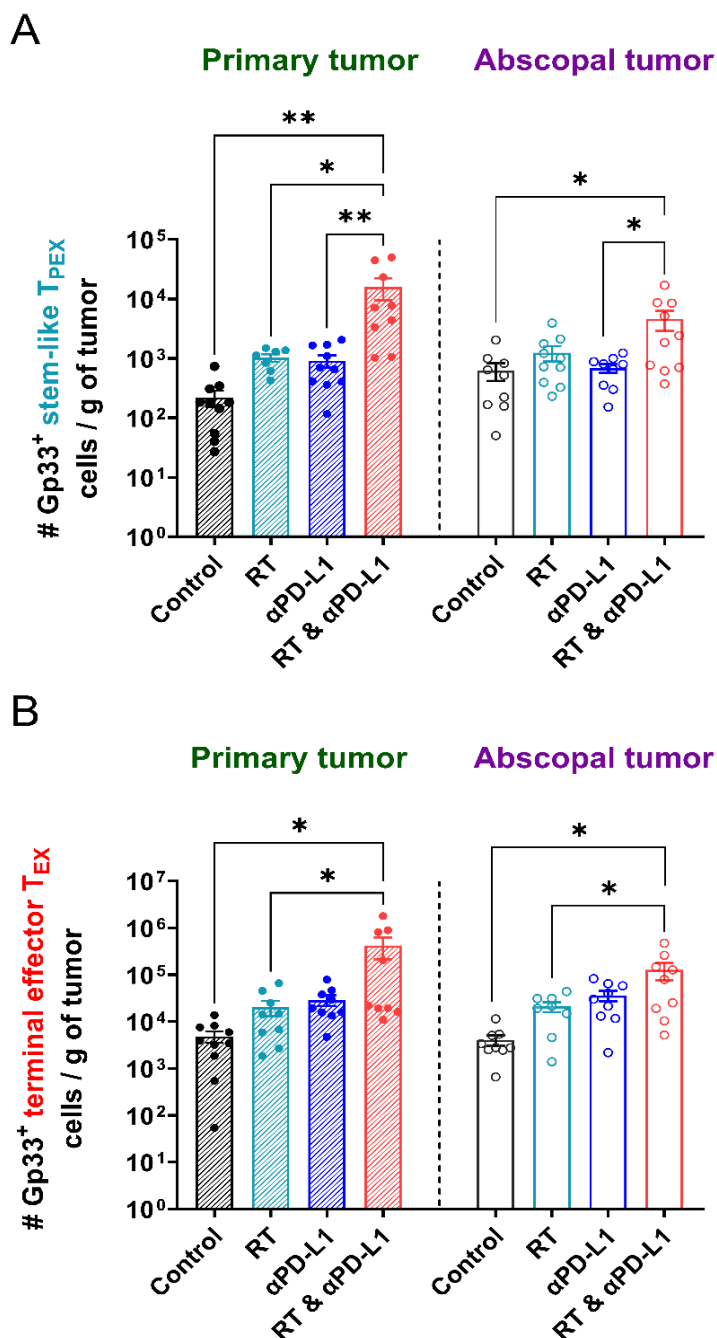 A
Primary tumor
Abscopal tumor
**
*
**
*
*
# Gp33⁺ stem-like T_PEX
cells / g of tumor
10⁵
10⁴
10³
10²
10¹
10⁰
Control
RT
αPD-L1
RT & αPD-L1
Control
RT
αPD-L1
RT & αPD-L1
B
Primary tumor
Abscopal tumor
*
*
*
*
# Gp33⁺ terminal effector T_EX
cells / g of tumor
10⁷
10⁶
10⁵
10⁴
10³
10²
10¹
10⁰
Control
RT
αPD-L1
RT & αPD-L1
Control
RT
αPD-L1
RT & αPD-L1